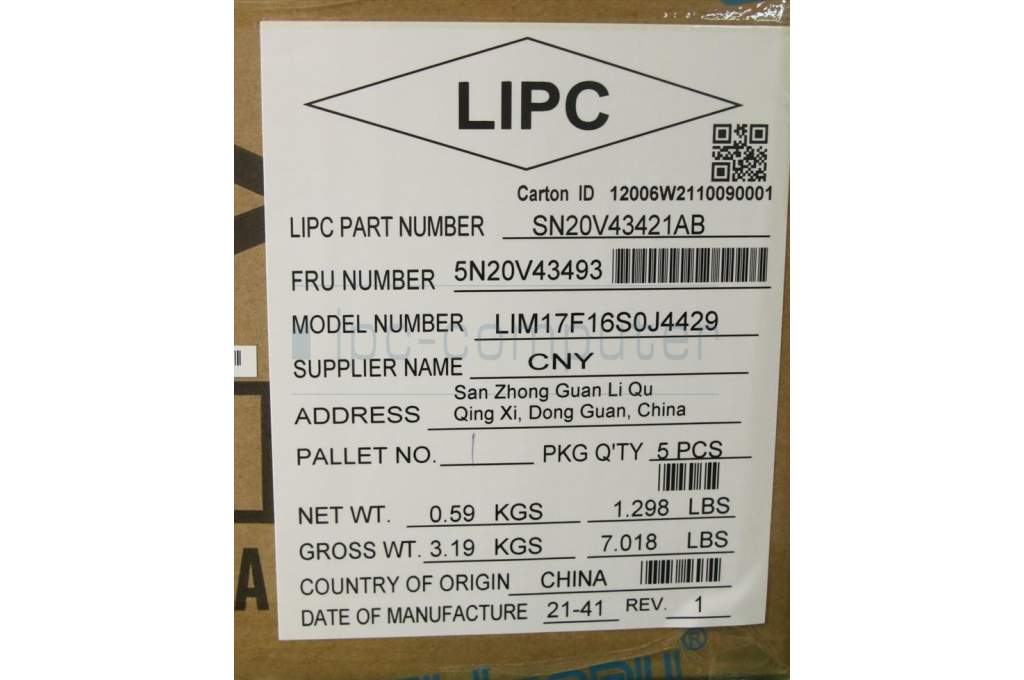 LIPC
Carton ID 12006W2110090001
LIPC PART NUMBER SN20V43421AB
FRU NUMBER 5N20V43493
MODEL NUMBER LIM17F16S0J4429
ipc-computer
SUPPLIER NAME CNY
San Zhong Guan Li Qu
ADDRESS Qing Xi, Dong Guan, China
PALLET NO. 1 PKG Q'TY 5 PCS
NET WT. 0.59 KGS 1.298 LBS
GROSS WT. 3.19 KGS 7.018 LBS
COUNTRY OF ORIGIN CHINA
A
DATE OF MANUFACTURE 21-41 REV. 1
®